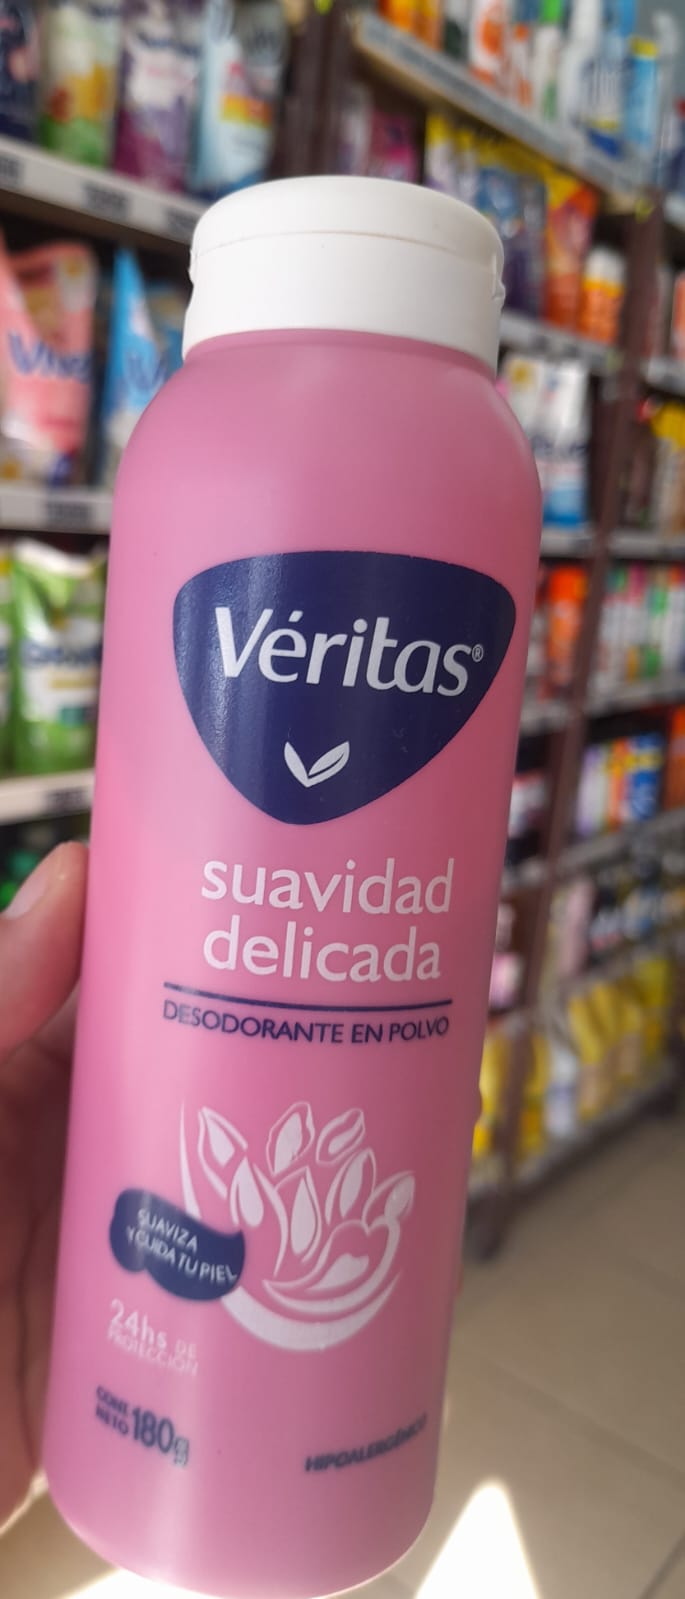 Véritas®
suavidad
delicada
DESODORANTE EN POLVO
SUAVIZA
Y CUIDA TU PIEL
24hs DE
PROTECCIÓN
CONT.
NETO 180g
HIPOALERGÉNICO